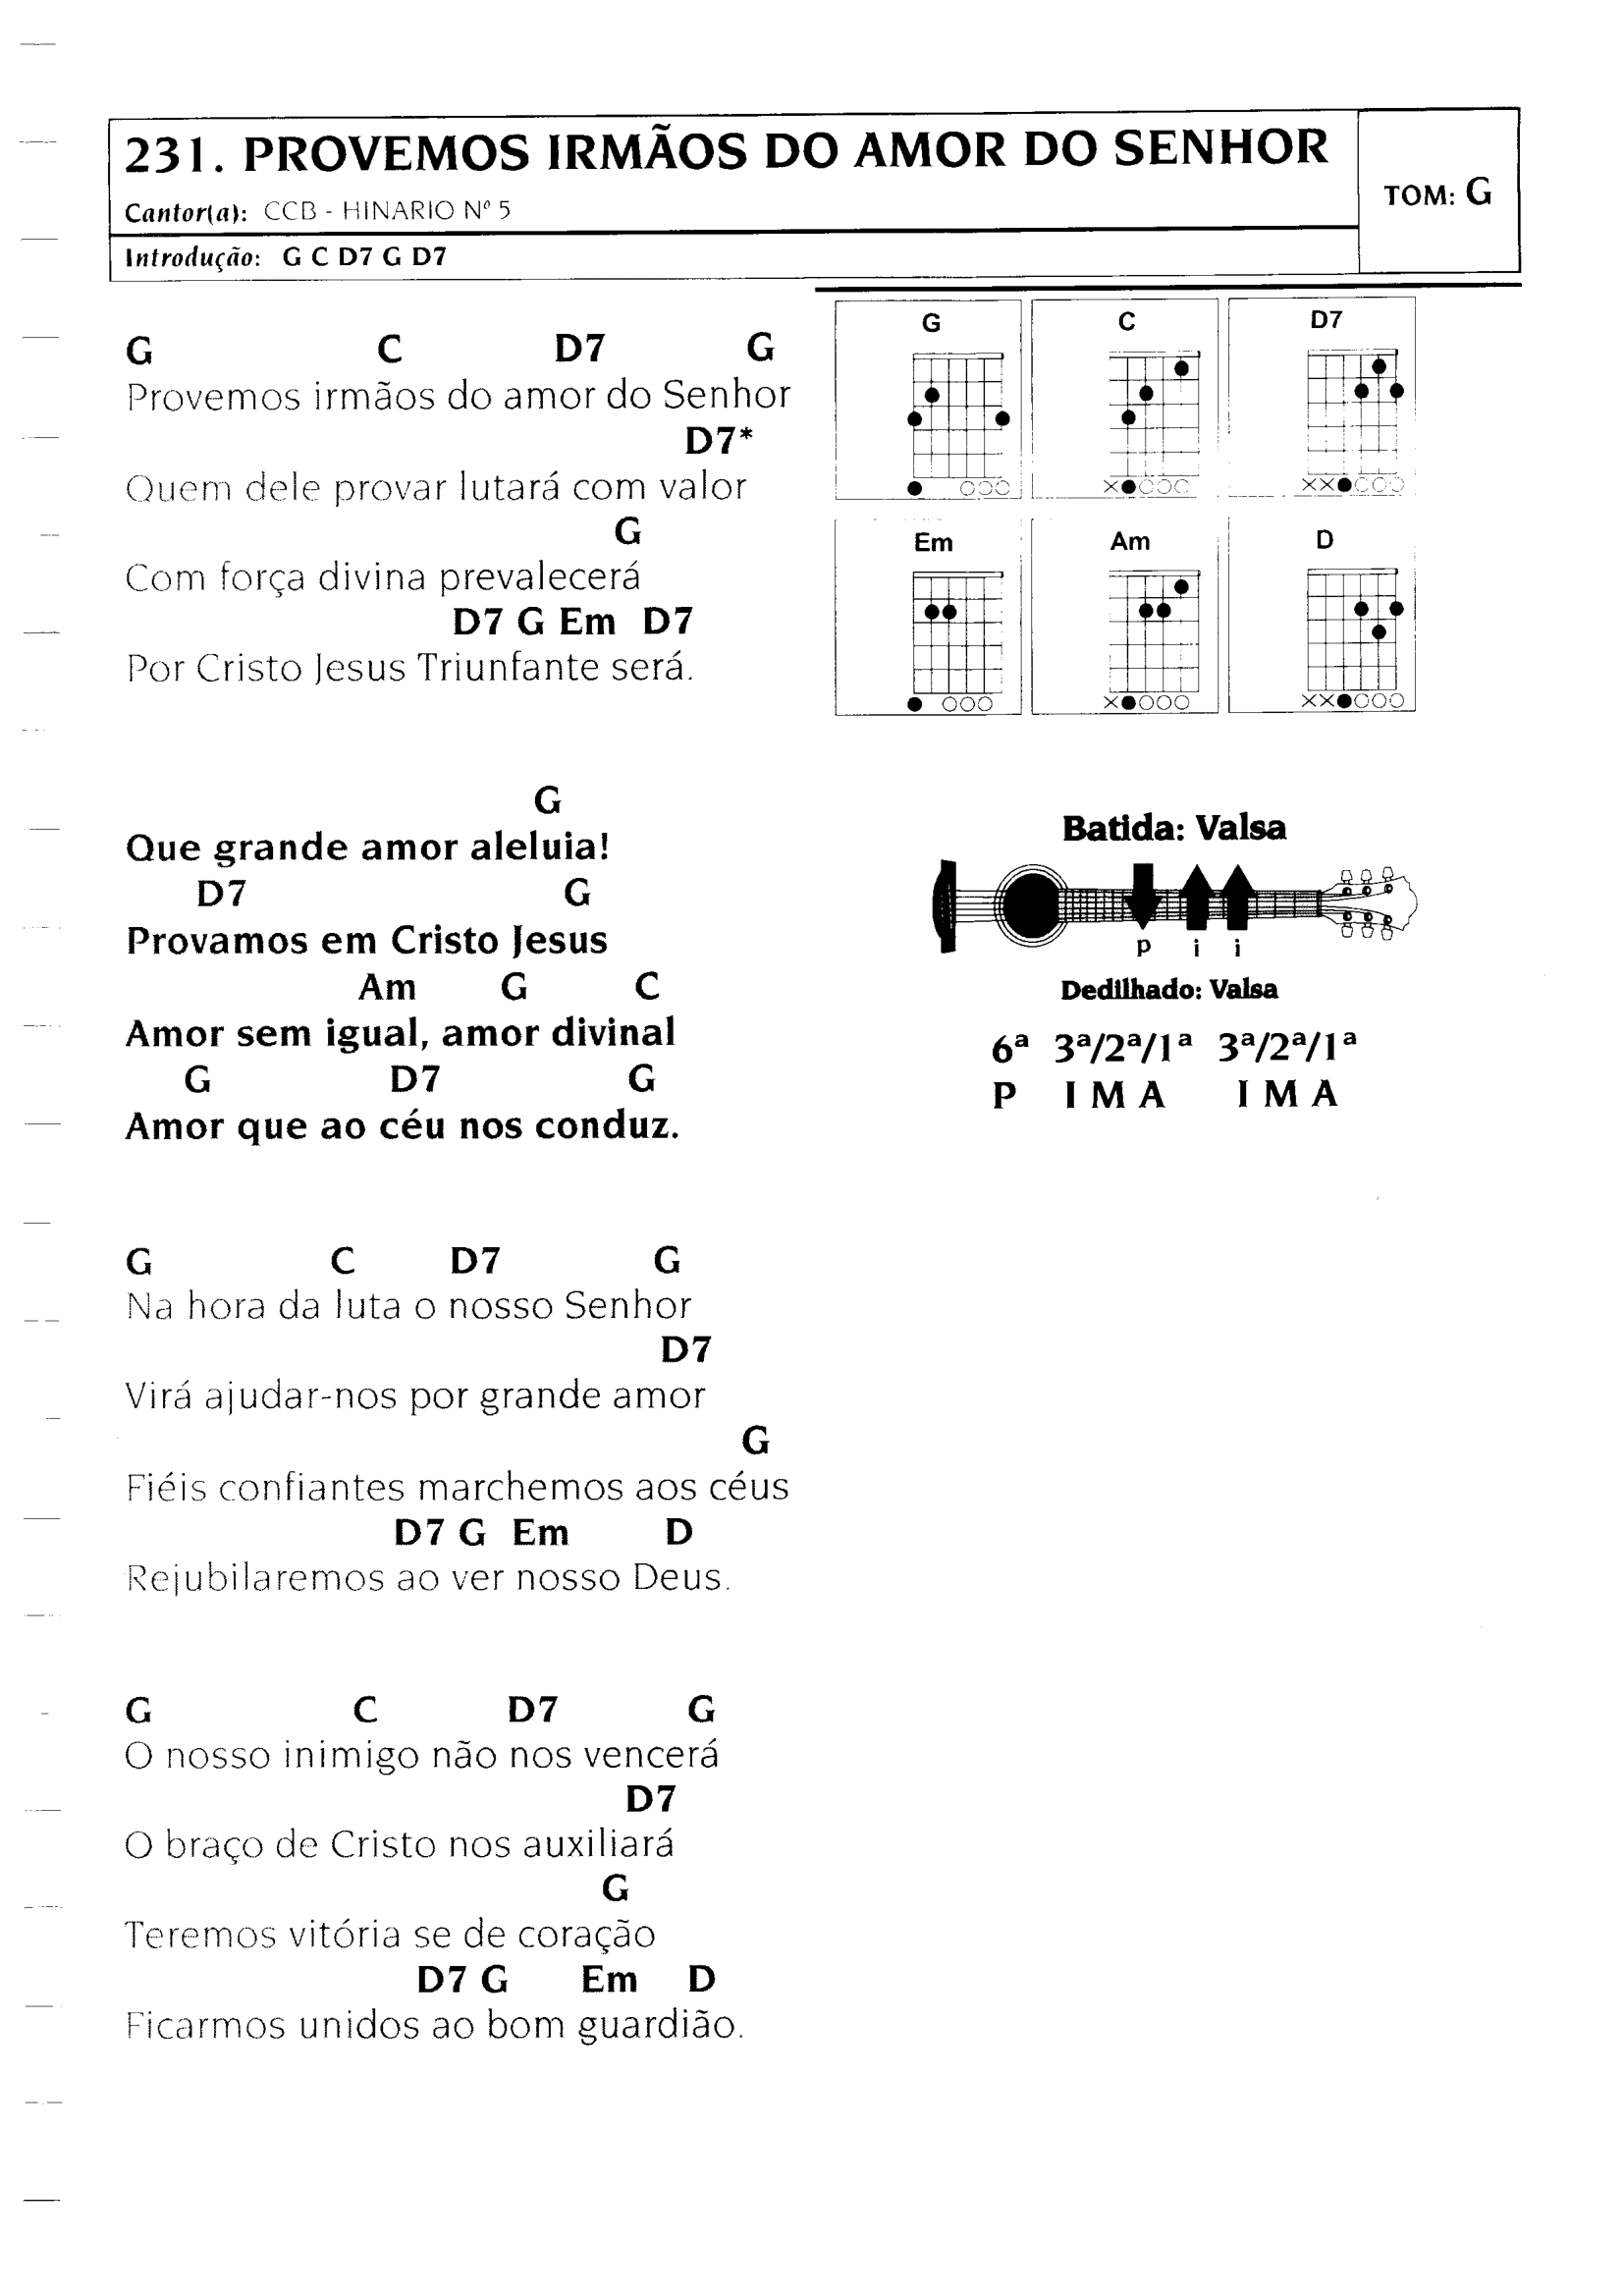 231. PROVEMOS IRMÃOS DO AMOR DO SENHOR
Cantor(a): CCB - HINARIO Nº 5
TOM: G
Introdução: G C D7 G D7
G C D7 G
Provemos irmãos do amor do Senhor
D7*
Quem dele provar lutará com valor
G
Com força divina prevalecerá
D7 G Em D7
Por Cristo Jesus Triunfante será.
G
Que grande amor aleluia!
D7 G
Provamos em Cristo Jesus
Am G C
Amor sem igual, amor divinal
G D7 G
Amor que ao céu nos conduz.
G C D7 G
Na hora da luta o nosso Senhor
D7
Virá ajudar-nos por grande amor
G
Fiéis confiantes marchemos aos céus
D7 G Em D
Rejubilaremos ao ver nosso Deus.
G C D7 G
O nosso inimigo não nos vencerá
D7
O braço de Cristo nos auxiliará
G
Teremos vitória se de coração
D7 G Em D
Ficarmos unidos ao bom guardião.
G C D7
Em Am D
Batida: Valsa
p i i
Dedilhado: Valsa
6ª 3ª/2ª/1ª 3ª/2ª/1ª
P I M A I M A